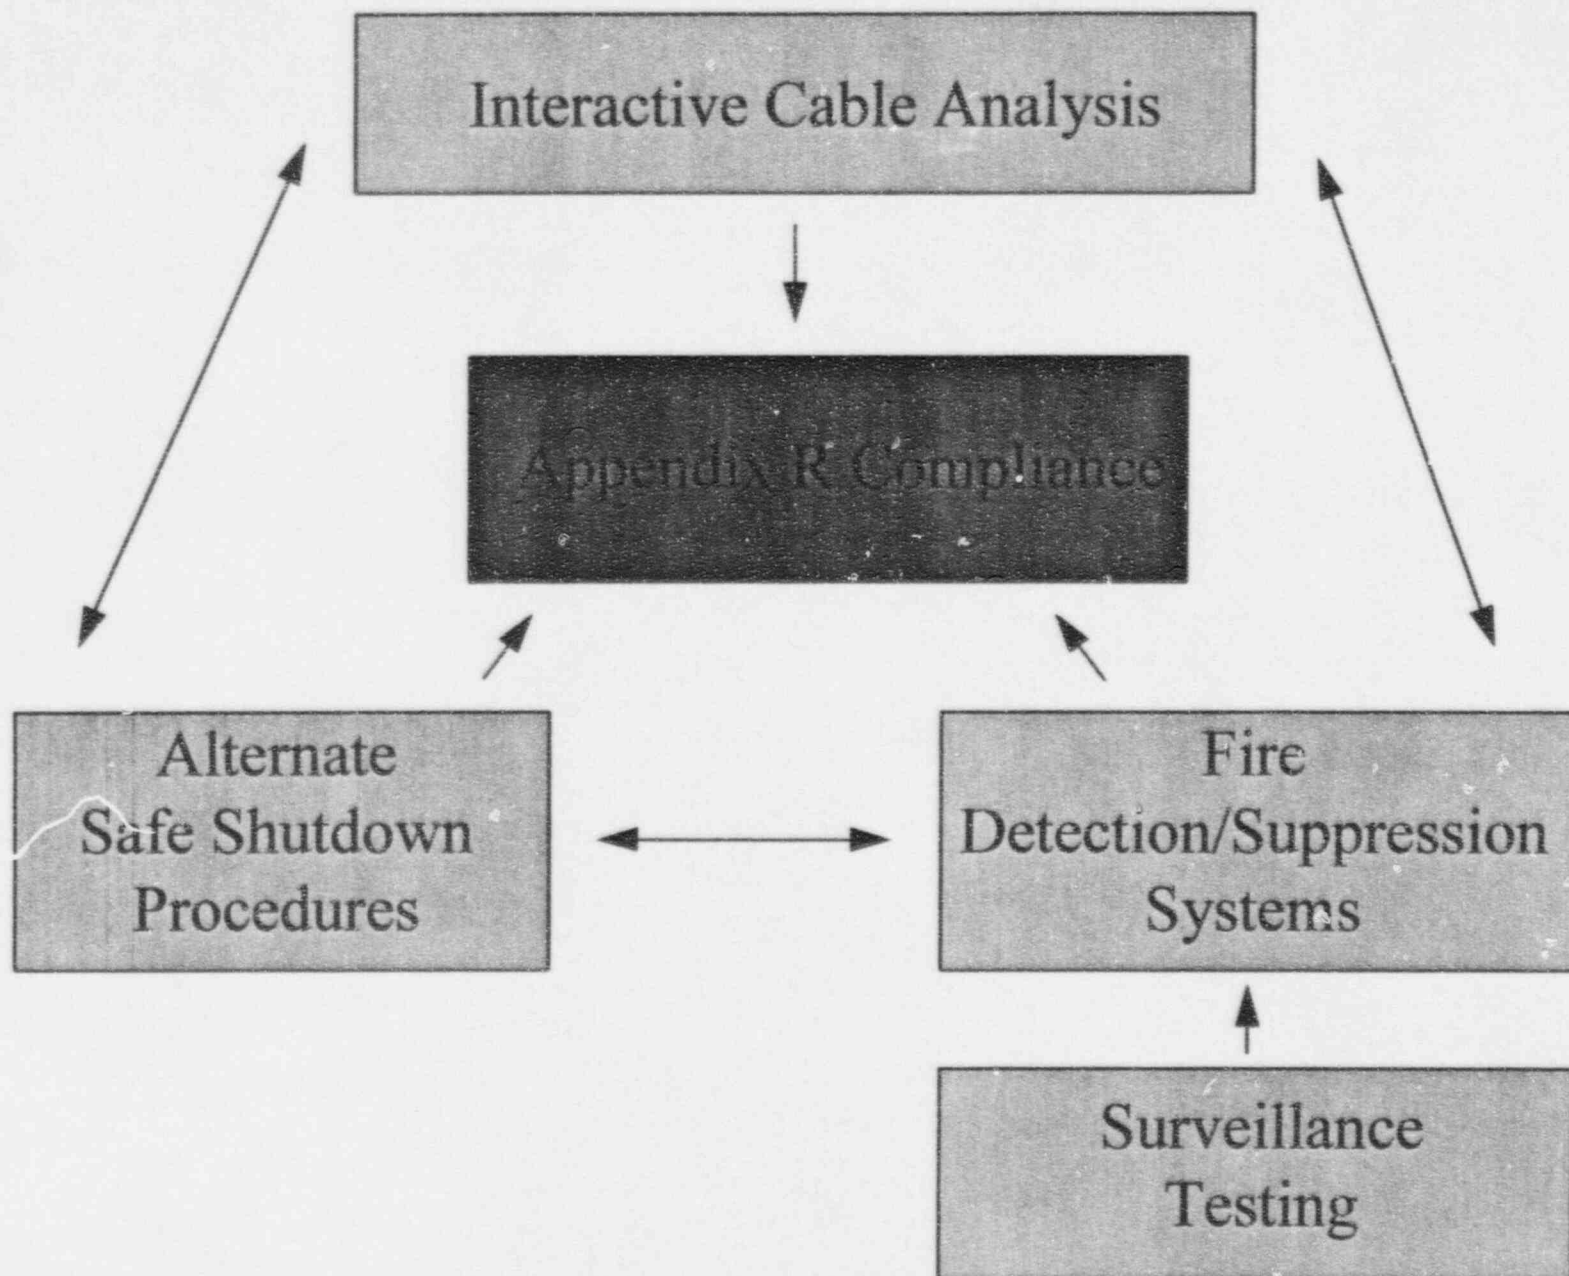 Interactive Cable Analysis
Appendix R Compliance
Alternate
Safe Shutdown
Procedures
Fire
Detection/Suppression
Systems
Surveillance
Testing